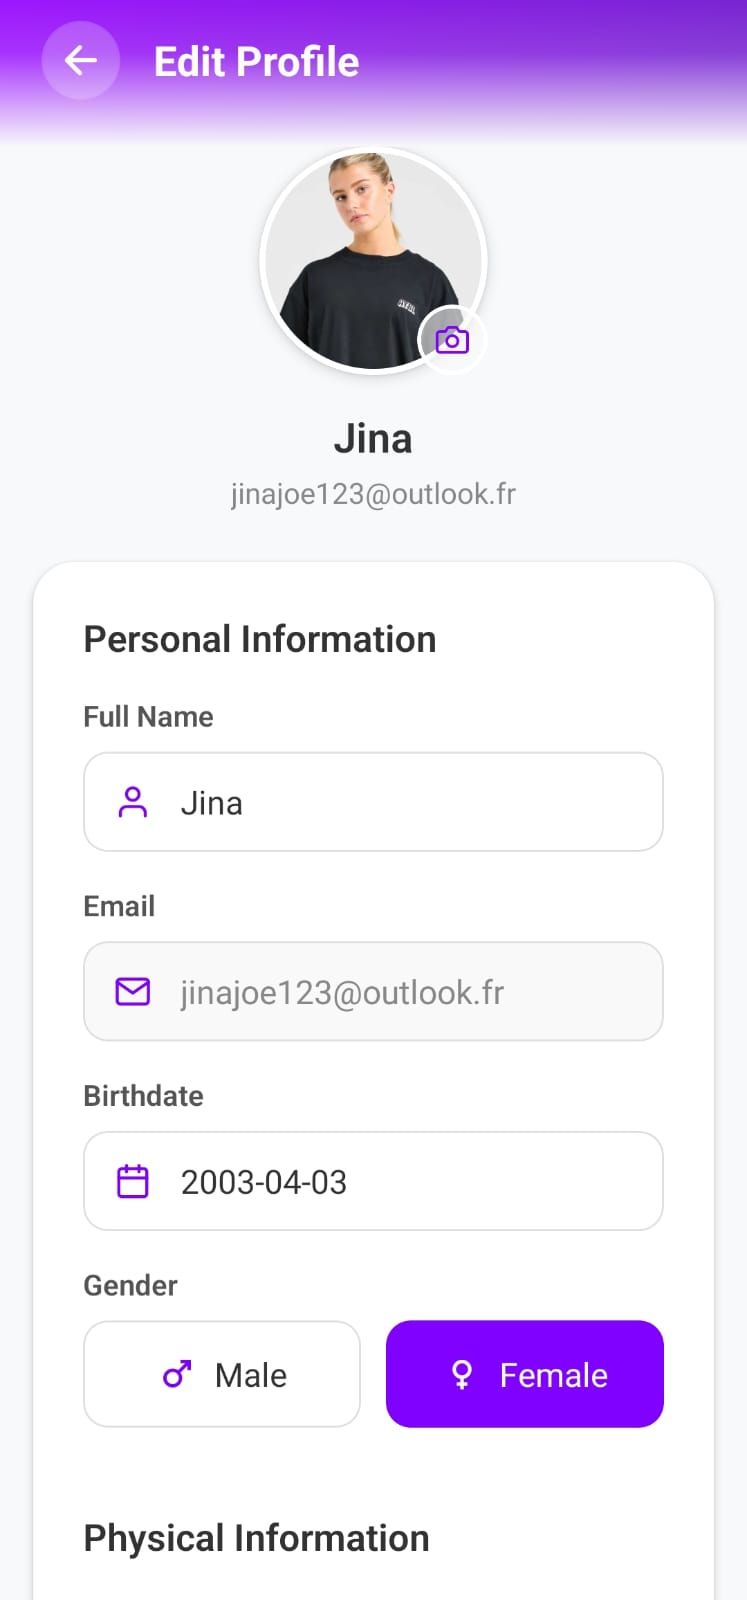 Edit Profile
Jina
jinajoe123@outlook.fr
Personal Information
Full Name
Jina
Email
jinajoe123@outlook.fr
Birthdate
2003-04-03
Gender
Male
Female
Physical Information